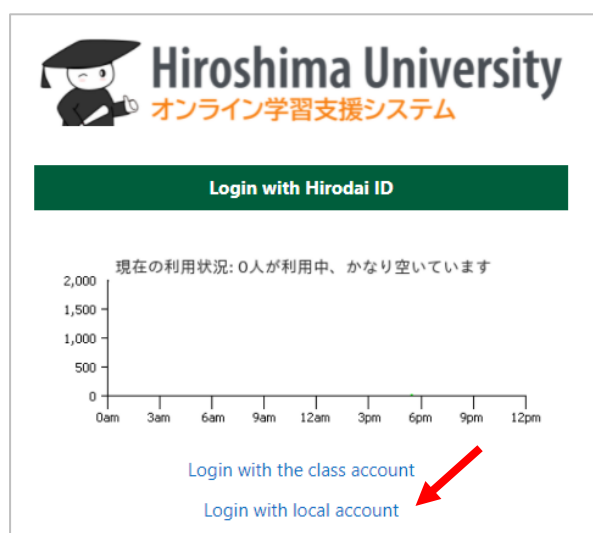 Hiroshima University
オンライン学習支援システム
Login with Hirodai ID
現在の利用状況: 0人が利用中、かなり空いています
2,000
1,500
1,000
500
0
0am 3am 6am 9am 12am 3pm 6pm 9pm 12pm
Login with the class account
Login with local account